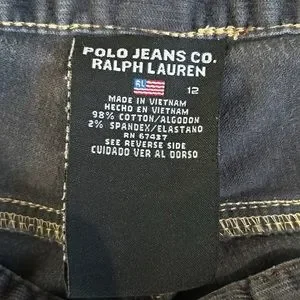 POLO JEANS CO.
RALPH LAUREN
RL 12
MADE IN VIETNAM
HECHO EN VIETNAM
98% COTTON/ALGODON
2% SPANDEX/ELASTANO
RN 67437
SEE REVERSE SIDE
CUIDADO VER AL DORSO